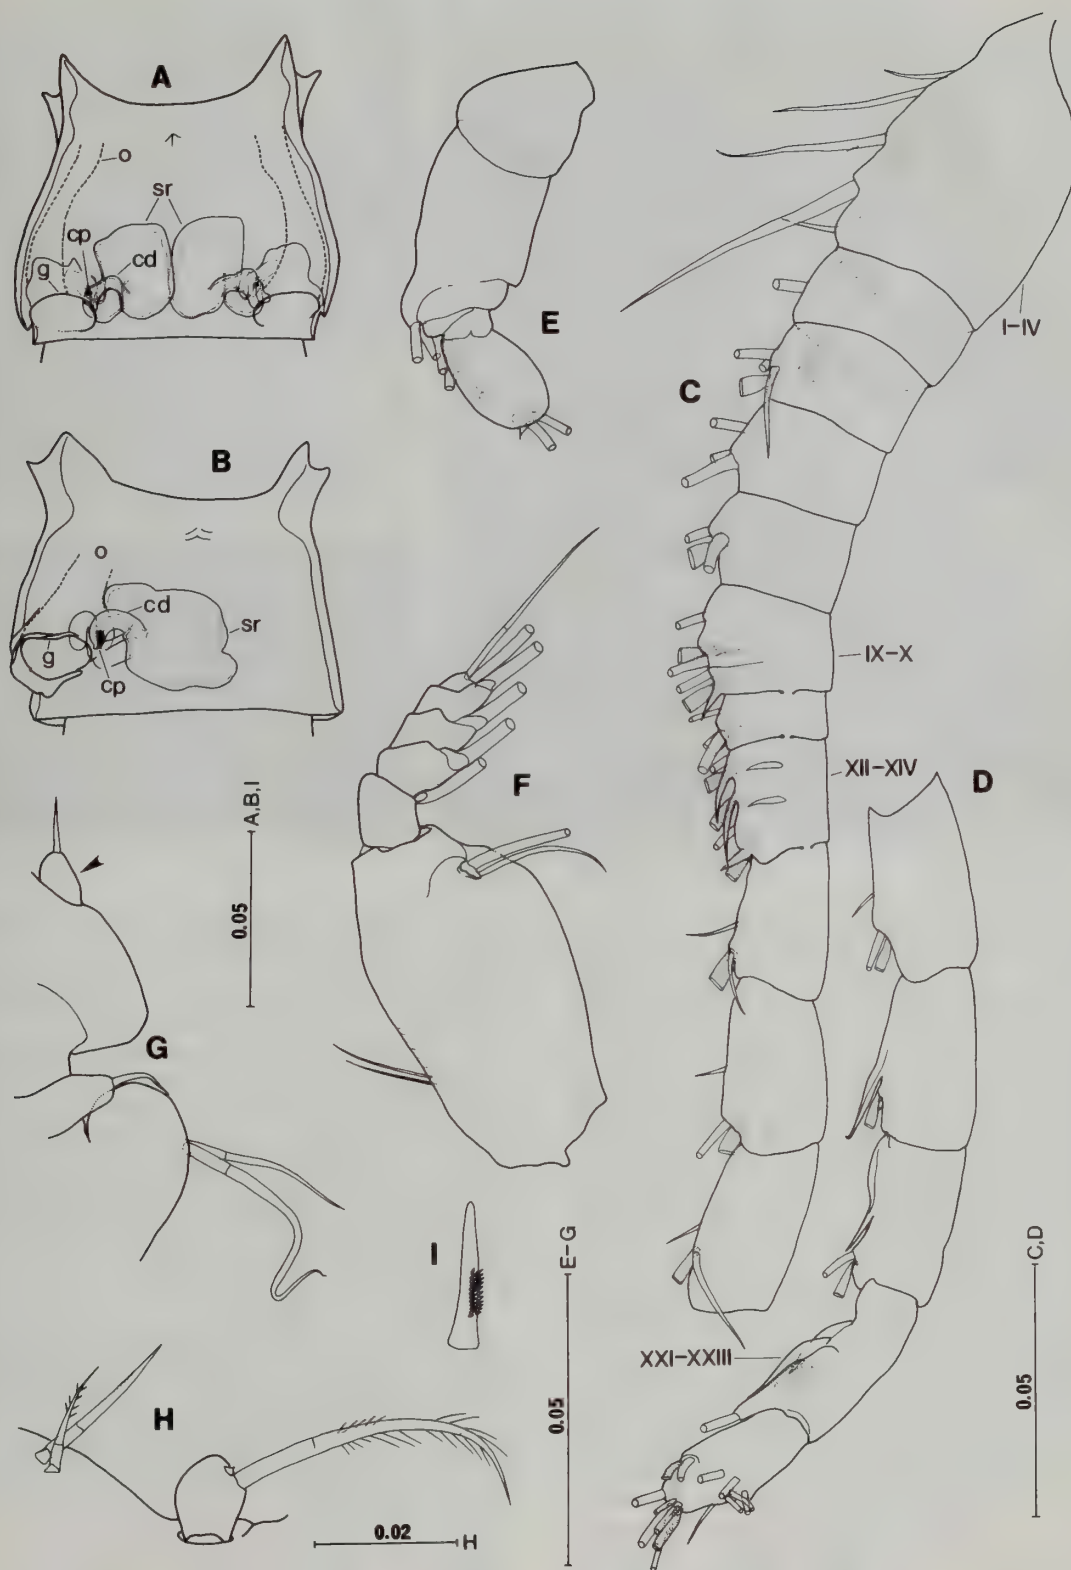 A
o
sr
cp
cd
g
E
C
I-IV
B
o
cd
sr
g
cp
IX-X
XII-XIV
D
F
A,B,I
0.05
G
I
E-G
0.05
C,D
0.05
XXI-XXIII
H
0.02
H